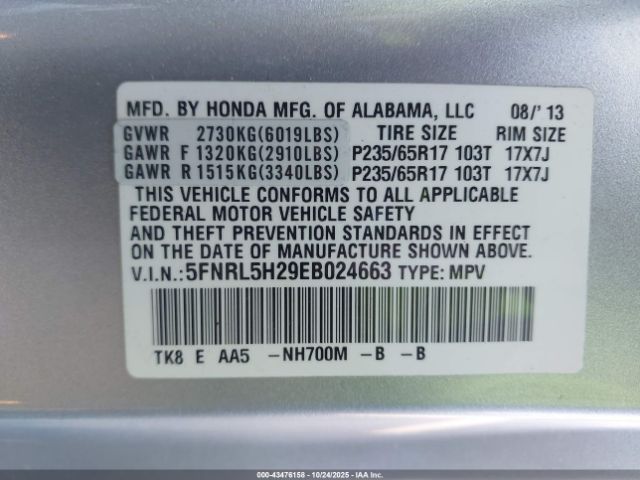 MFD. BY HONDA MFG. OF ALABAMA, LLC 08/' 13
GVWR 2730KG(6019LBS) TIRE SIZE RIM SIZE
GAWR F 1320KG(2910LBS) P235/65R17 103T 17X7J
GAWR R 1515KG(3340LBS) P235/65R17 103T 17X7J
THIS VEHICLE CONFORMS TO ALL APPLICABLE
FEDERAL MOTOR VEHICLE SAFETY
AND THEFT PREVENTION STANDARDS IN EFFECT
ON THE DATE OF MANUFACTURE SHOWN ABOVE.
V.I.N.:5FNRL5H29EB024663 TYPE: MPV
TK8 E AA5 -NH700M -B -B
000-43476158 - 10/24/2025 - IAAI.COM